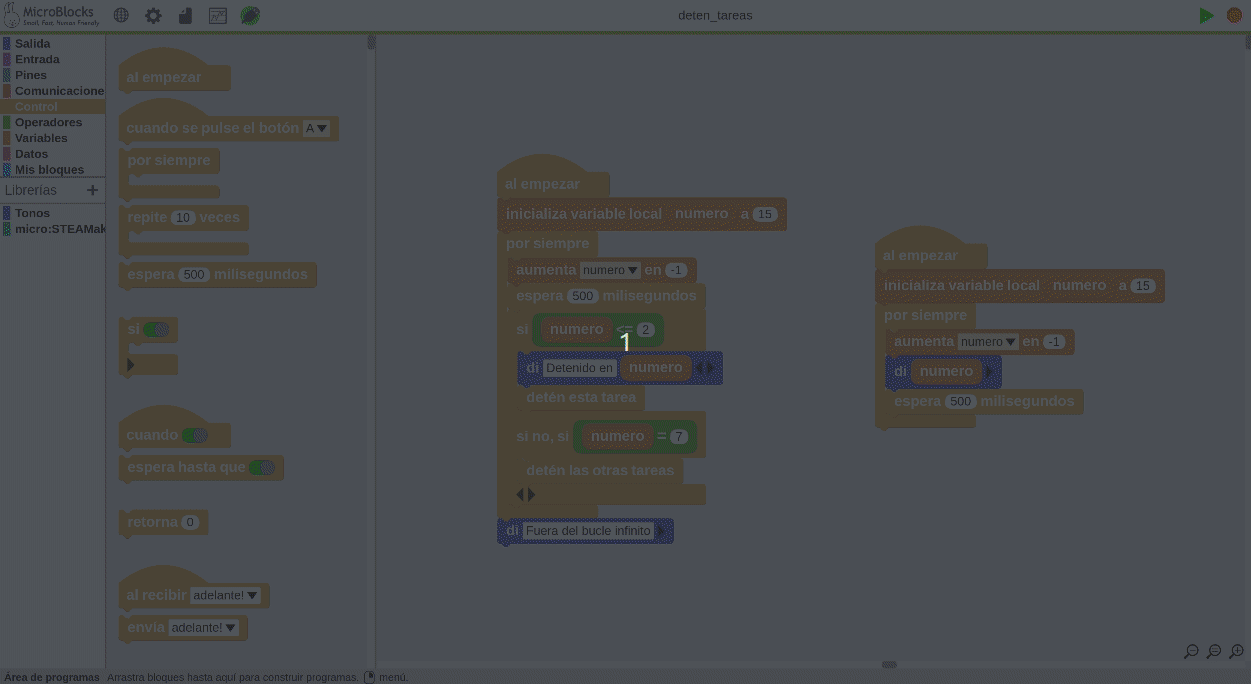 MicroBlocks
Small, Fast, Human Friendly
deten_tareas
Salida
Entrada
Pines
Comunicacione
Control
Operadores
Variables
Datos
Mis bloques
Librerías +
Tonos
micro:STEAMak
al empezar
cuando se pulse el botón A
por siempre
repite 10 veces
espera 500 milisegundos
si
cuando
espera hasta que
retorna 0
al recibir adelante!
envía adelante!
al empezar
inicializa variable local numero a 15
por siempre
aumenta numero en -1
espera 500 milisegundos
si numero <= 2
1
di Detenido en numero
detén esta tarea
si no, si numero = 7
detén las otras tareas
di Fuera del bucle infinito
al empezar
inicializa variable local numero a 15
por siempre
aumenta numero en -1
di numero
espera 500 milisegundos
Área de programas Arrastra bloques hasta aquí para construir programas. menú.